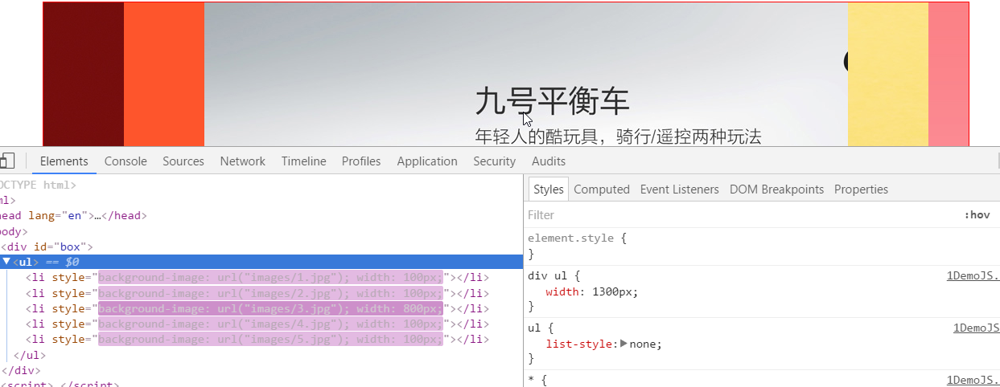 九号平衡车
年轻人的酷玩具，骑行/遥控两种玩法
Elements Console Sources Network Timeline Profiles Application Security Audits
OCTYPE html>
ml>
head lang="en">…</head>
body>
<div id="box">
<ul> == $0
<li style="background-image: url("images/1.jpg"); width: 100px;"></li>
<li style="background-image: url("images/2.jpg"); width: 100px;"></li>
<li style="background-image: url("images/3.jpg"); width: 800px;"></li>
<li style="background-image: url("images/4.jpg"); width: 100px;"></li>
<li style="background-image: url("images/5.jpg"); width: 100px;"></li>
</ul>
</div>
<script> </script>
Styles Computed Event Listeners DOM Breakpoints Properties
Filter :hov
element.style {
}
div ul { 1DemoJS.
width: 1300px;
}
ul { 1DemoJS
list-style: none;
}
* { 1DemoJS.